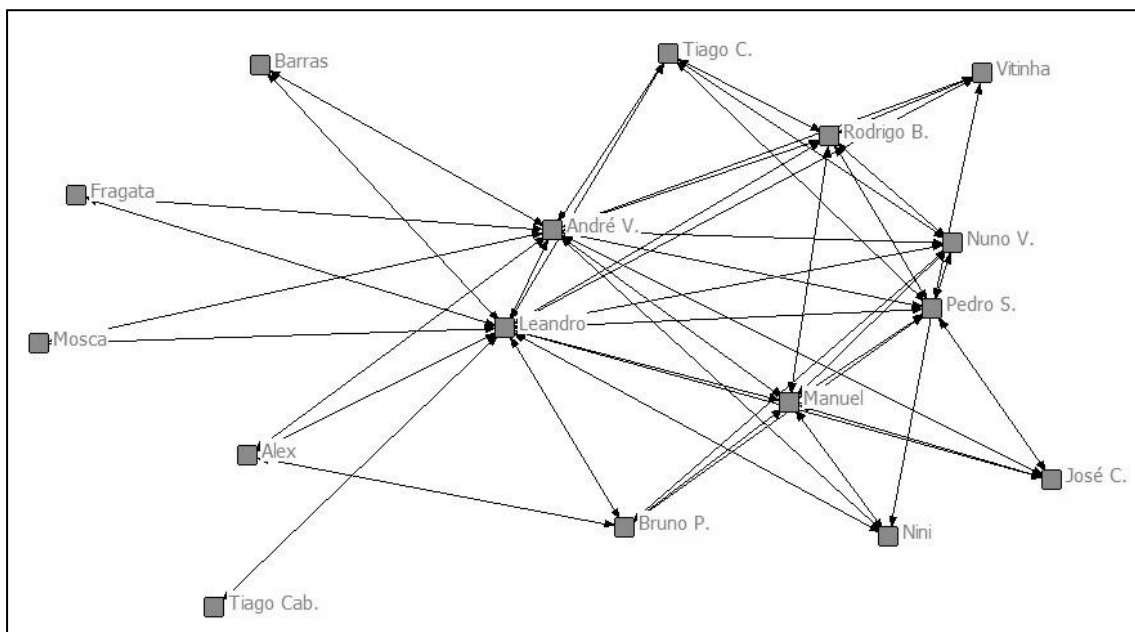 Tiago C.
Barras
Vitinha
Rodrigo B.
Fragata
André V.
Nuno V.
Pedro S.
Leandro
Mosca
Manuel
Alex
José C.
Bruno P.
Nini
Tiago Cab.